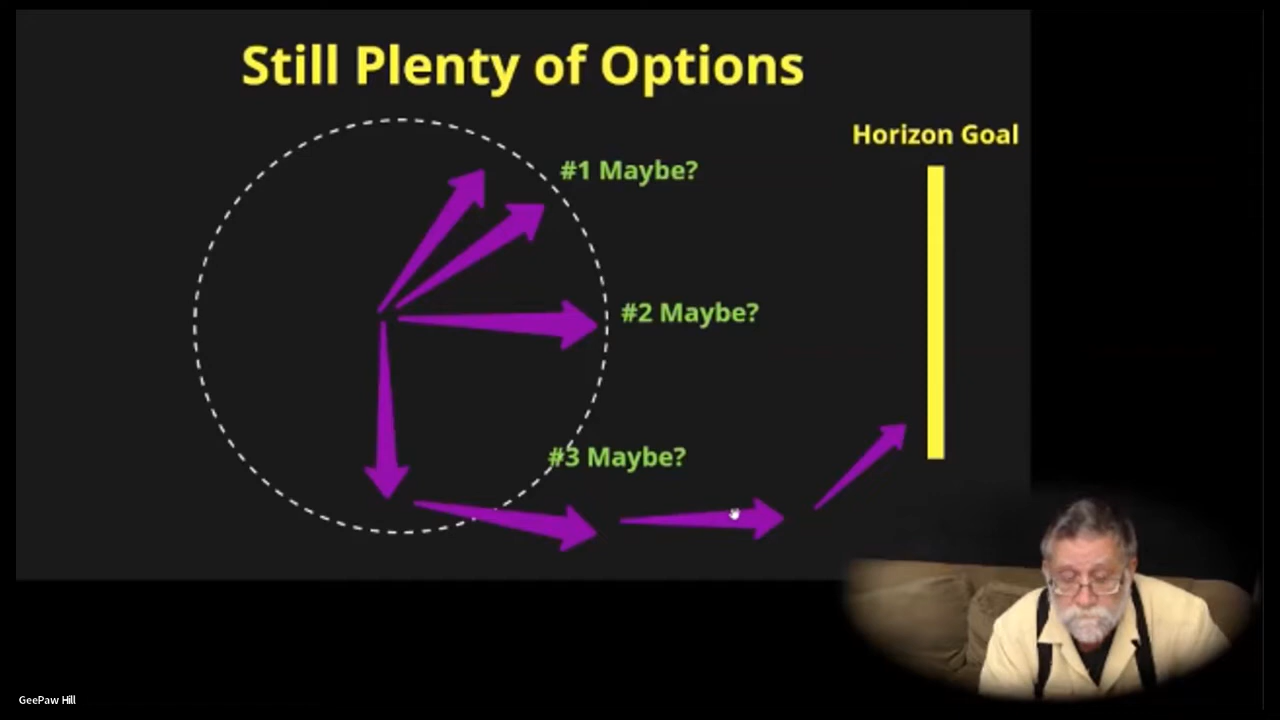 Still Plenty of Options
Horizon Goal
#1 Maybe?
#2 Maybe?
#3 Maybe?
GeePaw Hill